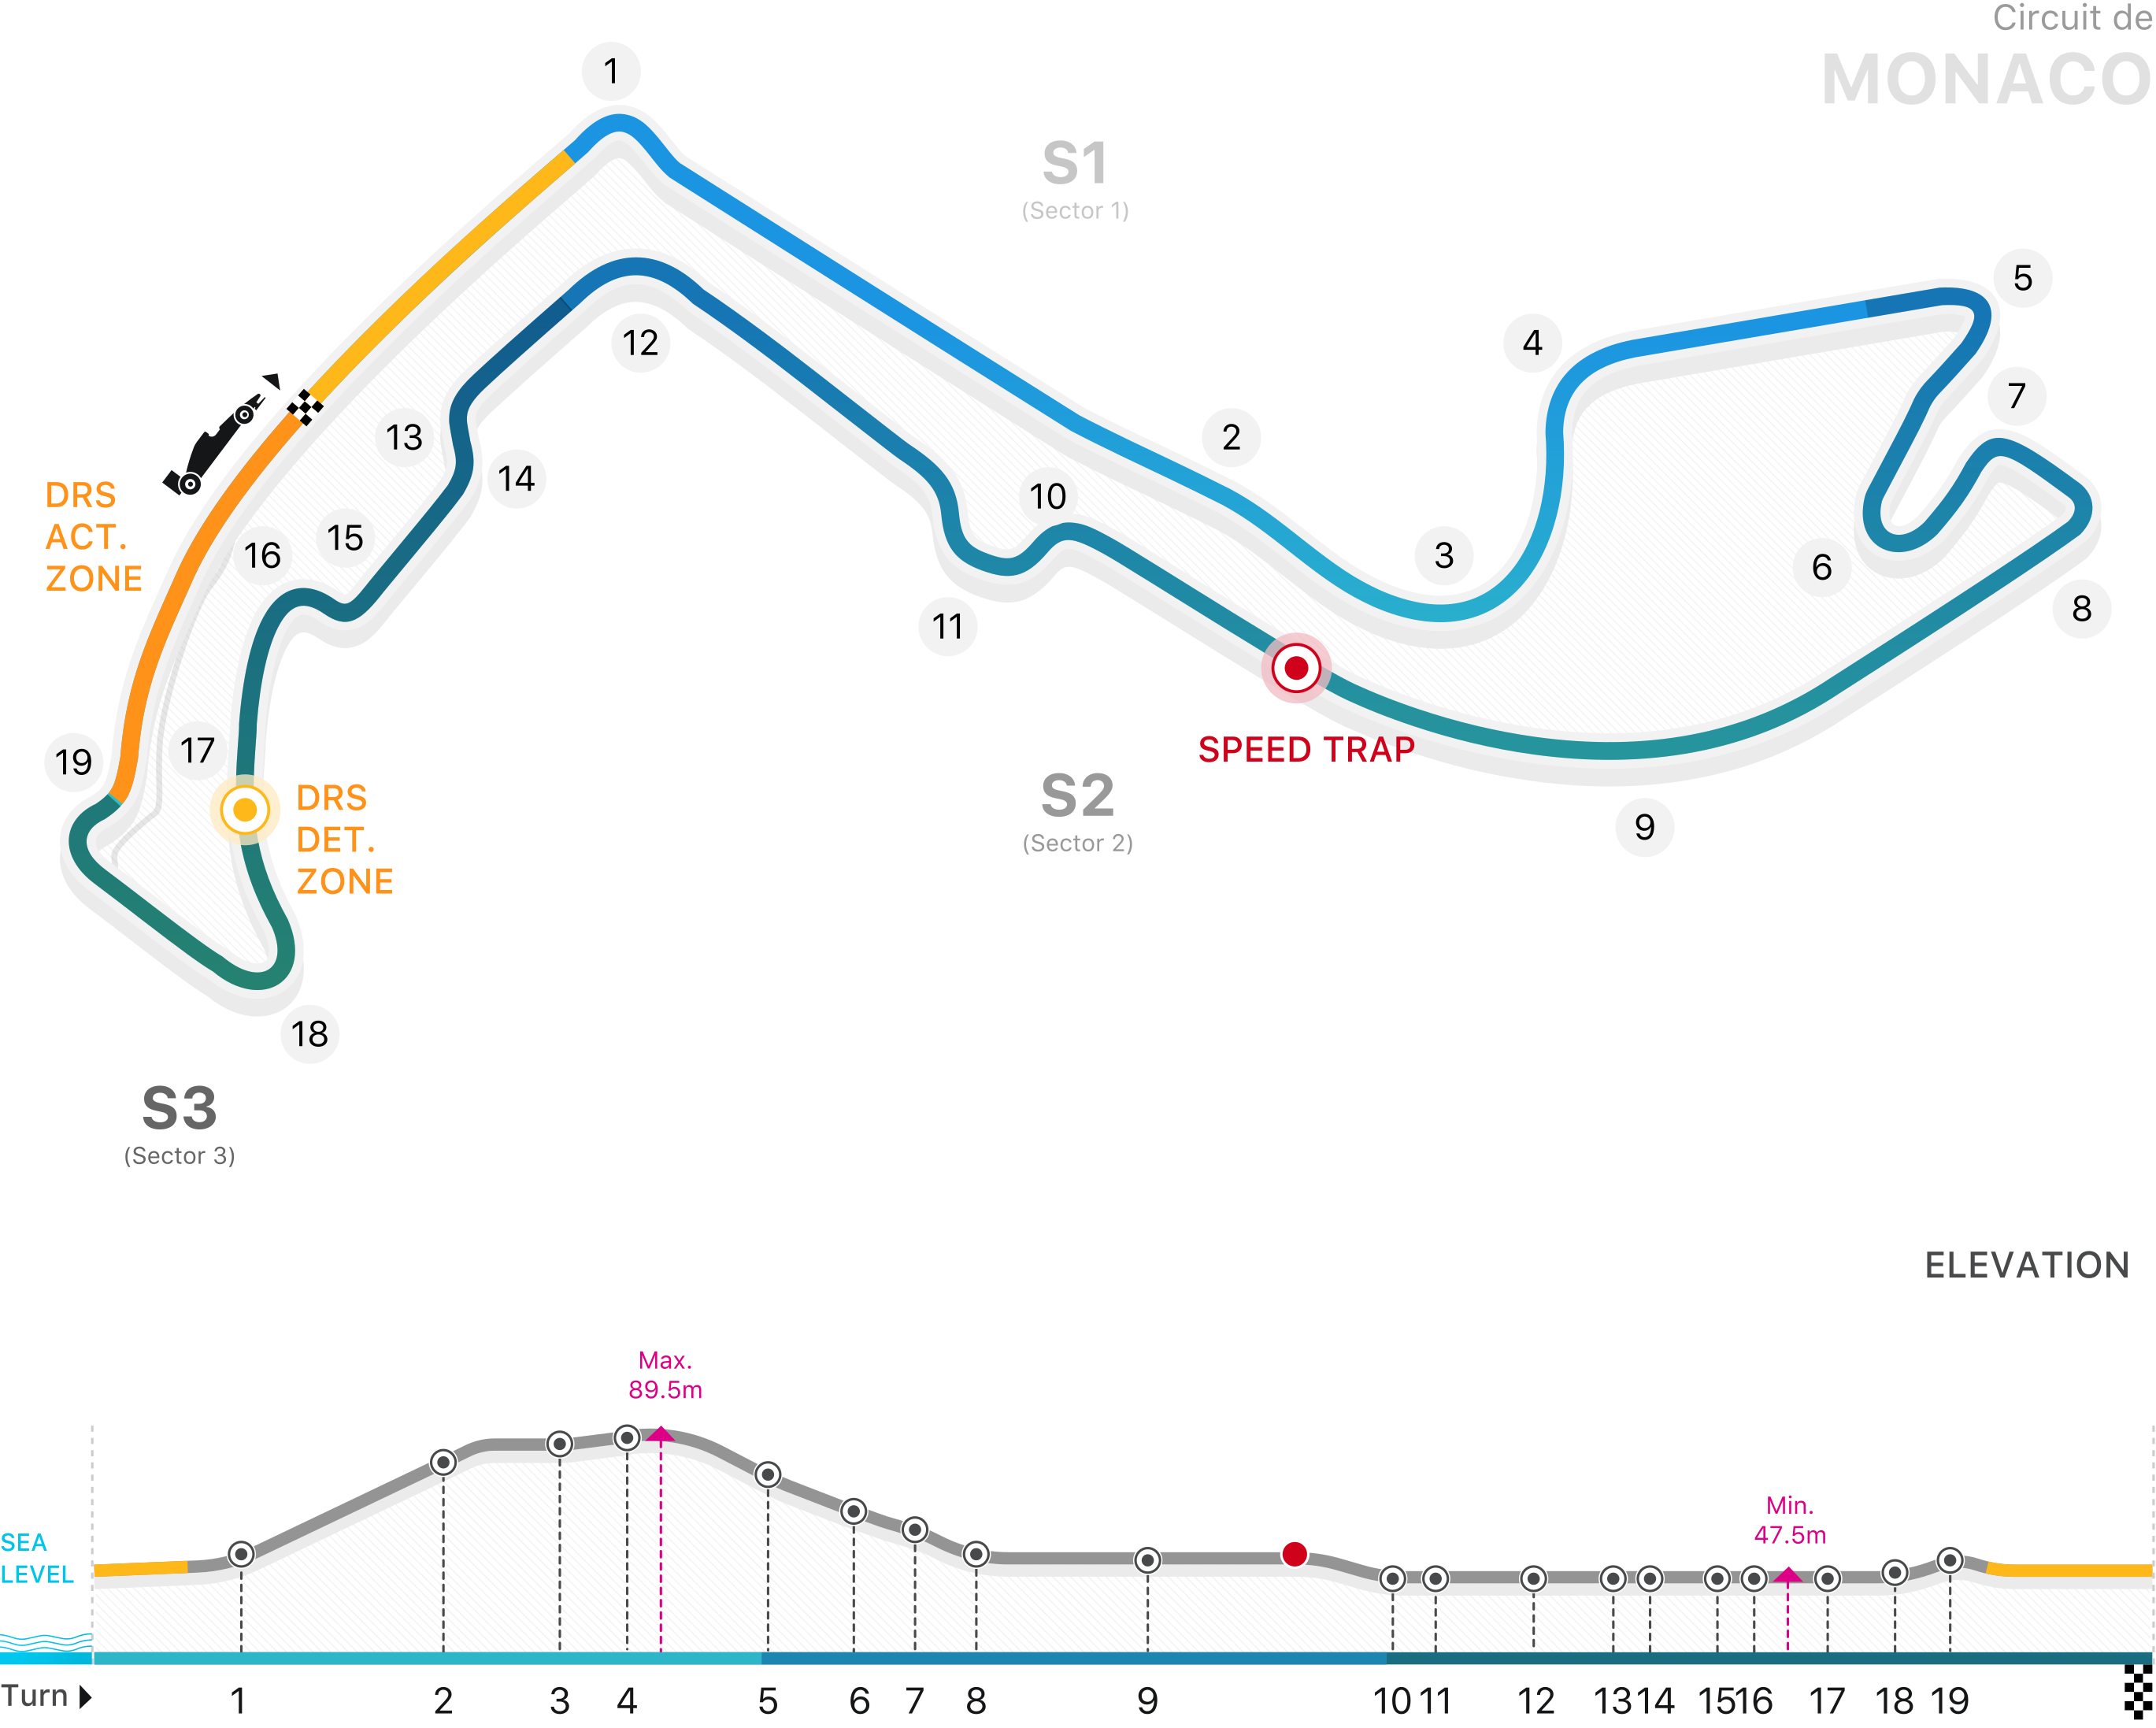 Circuit de
MONACO
1
S1
(Sector 1)
5
4
12
7
13
2
14
10
DRS
ACT.
ZONE
15
16
3
6
8
11
SPEED TRAP
19
17
S2
(Sector 2)
DRS
DET.
ZONE
9
18
S3
(Sector 3)
ELEVATION
Max.
89.5m
Min.
47.5m
SEA
LEVEL
Turn 1 2 3 4 5 6 7 8 9 10 11 12 13 14 15 16 17 18 19